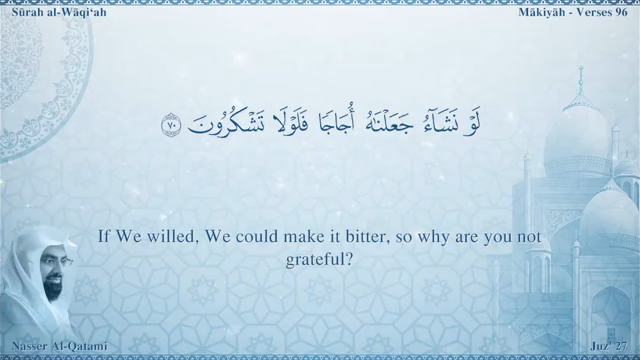 Sūrah al-Wāqi‘ah
Mākiyäh - Verses 96
لَوْ نَشَآءُ جَعَلْنَٰهُ أُجَاجًا فَلَوْلَا تَشْكُرُونَ ٧٠
If We willed, We could make it bitter, so why are you not
grateful?
Nasser Al-Qatami
Juz' 27